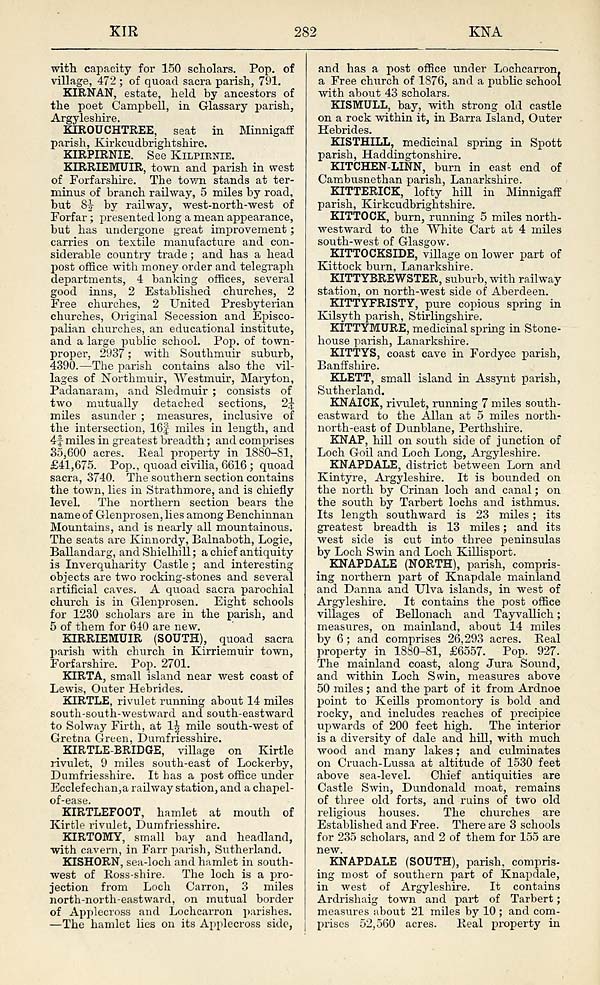 KIR 282 KNA
with capacity for 150 scholars. Pop. of
village, 472; of quoad sacra parish, 791.
KIRNAN, estate, held by ancestors of
the poet Campbell, in Glassary parish,
Argyleshire.
KIROUCHTREE, seat in Minnigaff
parish, Kirkcudbrightshire.
KIRPIRNIE. See KILPIRNIE.
KIRRIEMUIR, town and parish in west
of Forfarshire. The town stands at ter-
minus of branch railway, 5 miles by road,
but 8½ by railway, west-north-west of
Forfar; presented long a mean appearance,
but has undergone great improvement;
carries on textile manufacture and con-
siderable country trade; and has a head
post office with money order and telegraph
departments, 4 banking offices, several
good inns, 2 Established churches, 2
Free churches, 2 United Presbyterian
churches, Original Secession and Episco-
palian churches, an educational institute,
and a large public school. Pop. of town-
proper, 2937; with Southmuir suburb,
4390.—The parish contains also the vil-
lages of Northmuir, Westmuir, Maryton,
Padanaram, and Sledmuir; consists of
two mutually detached sections, 2¼
miles asunder; measures, inclusive of
the intersection, 16¾ miles in length, and
4¾ miles in greatest breadth; and comprises
35,600 acres. Real property in 1880-81,
£41,675. Pop., quoad civilia, 6616; quoad
sacra, 3740. The southern section contains
the town, lies in Strathmore, and is chiefly
level. The northern section bears the
name of Glenprosen, lies among Benchinnan
Mountains, and is nearly all mountainous.
The seats are Kinnordy, Balnaboth, Logie,
Ballandarg, and Shielhill; a chief antiquity
is Inverquharity Castle; and interesting
objects are two rocking-stones and several
artificial caves. A quoad sacra parochial
church is in Glenprosen. Eight schools
for 1230 scholars are in the parish, and
5 of them for 640 are new.
KIRRIEMUIR (SOUTH), quoad sacra
parish with church in Kirriemuir town,
Forfarshire. Pop. 2701.
KIRTA, small island near west coast of
Lewis, Outer Hebrides.
KIRTLE, rivulet running about 14 miles
south-south-westward and south-eastward
to Solway Firth, at 1½ mile south-west of
Gretna Green, Dumfriesshire.
KIRTLE-BRIDGE, village on Kirtle
rivulet, 9 miles south-east of Lockerby,
Dumfriesshire. It has a post office under
Ecclefechan, a railway station, and a chapel-
of-ease.
KIRTLEFOOT, hamlet at mouth of
Kirtle rivulet, Dumfriesshire.
KIRTOMY, small bay and headland,
with cavern, in Farr parish, Sutherland.
KISHORN, sea-loch and hamlet in south-
west of Ross-shire. The loch is a pro-
jection from Loch Carron, 3 miles
north-north-eastward, on mutual border
of Applecross and Lochcarron parishes.
—The hamlet lies on its Applecross side,
and has a post office under Lochcarron,
a Free church of 1876, and a public school
with about 43 scholars.
KISMULL, bay, with strong old castle
on a rock within it, in Barra Island, Outer
Hebrides.
KISTHILL, medicinal spring in Spott
parish, Haddingtonshire.
KITCHEN-LINN, burn in east end of
Cambusnethan parish, Lanarkshire.
KITTERICK, lofty hill in Minnigaff
parish, Kirkcudbrightshire.
KITTOCK, burn, running 5 miles north-
westward to the White Cart at 4 miles
south-west of Glasgow.
KITTOCKSIDE, village on lower part of
Kittock burn, Lanarkshire.
KITTYBREWSTER, suburb, with railway
station, on north-west side of Aberdeen.
KITTYFRISTY, pure copious spring in
Kilsyth parish, Stirlingshire.
KITTYMURE, medicinal spring in Stone-
house parish, Lanarkshire.
KITTYS, coast cave in Fordyce parish,
Banffshire.
KLETT, small island in Assynt parish,
Sutherland.
KNAICK, rivulet, running 7 miles south-
eastward to the Allan at 5 miles north-
north-east of Dunblane, Perthshire.
KNAP, hill on south side of junction of
Loch Goil and Loch Long, Argyleshire.
KNAPDALE, district between Lorn and
Kintyre, Argyleshire. It is bounded on
the north by Crinan loch and canal; on
the south by Tarbert lochs and isthmus.
Its length southward is 23 miles; its
greatest breadth is 13 miles; and its
west side is cut into three peninsulas
by Loch Swin and Loch Killisport.
KNAPDALE (NORTH), parish, compris-
ing northern part of Knapdale mainland
and Danna and Ulva islands, in west of
Argyleshire. It contains the post office
villages of Bellonach and Tayvallich;
measures, on mainland, about 14 miles
by 6; and comprises 26,293 acres. Real
property in 1880-81, £6557. Pop. 927.
The mainland coast, along Jura Sound,
and within Loch Swin, measures above
50 miles; and the part of it from Ardnoe
point to Keills promontory is bold and
rocky, and includes reaches of precipice
upwards of 200 feet high. The interior
is a diversity of dale and hill, with much
wood and many lakes; and culminates
on Cruach-Lussa at altitude of 1530 feet
above sea-level. Chief antiquities are
Castle Swin, Dundonald moat, remains
of three old forts, and ruins of two old
religious houses. The churches are
Established and Free. There are 3 schools
for 235 scholars, and 2 of them for 155 are
new.
KNAPDALE (SOUTH), parish, compris-
ing most of southern part of Knapdale,
in west of Argyleshire. It contains
Ardrishaig town and part of Tarbert;
measures about 21 miles by 10; and com-
prises 52,560 acres. Real property in